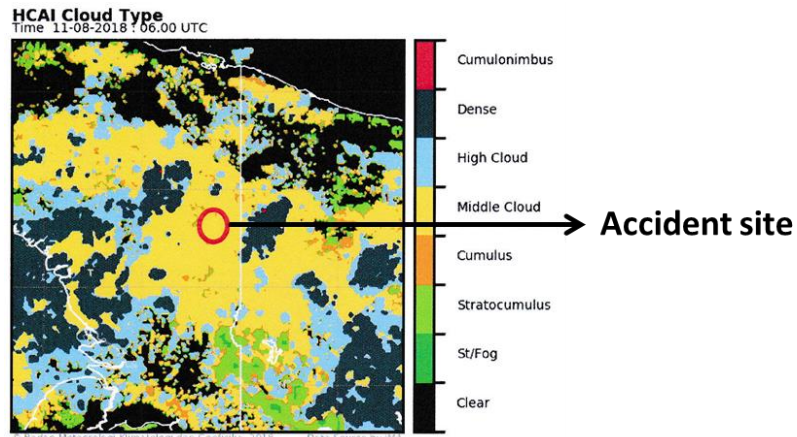 HCAI Cloud Type
Time 11-08-2018 : 06.00 UTC
Cumulonimbus
Dense
High Cloud
Middle Cloud
Accident site
Cumulus
Stratocumulus
St/Fog
Clear